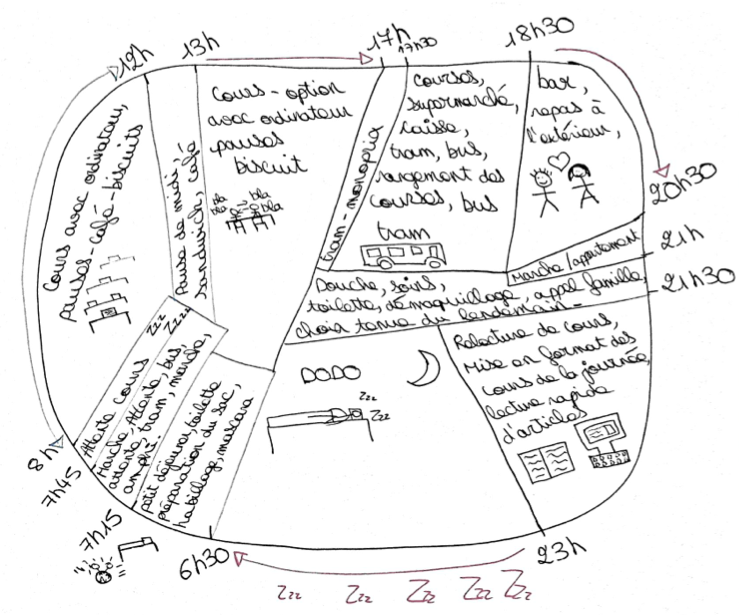 12h
13h
17h
17h30
18h30
20h30
21h
21h30
23h
6h30
7h15
7h45
8h
Cours avec ordinateur,
pauses-café-biscuits
Pause de midi,
sandwich, café
Cours-option
avec ordinateur
pauses
biscuit
bla
bla
bla
bla
tram-monoprix
courses,
supermarché,
caisse,
tram, bus,
rangement des
courses, bus
tram
bar,
repas à
l'extérieur,
Marche/appartement
Douche, soins,
toilette, démaquillage, appel famille
choix tenue du lendemain-
Relecture de cours,
Mise en format des
cours de la journée,
lecture rapide
d'articles
DODO
Zzz
Zzz
petit déjeuner, toilette
préparation du sac,
habillage, mascara
Marche, Attente, bus,
attente, tram, marche,
amphi.
Attente cours
Zzz
Zzzz
Zzz Zzz Zzz Zzz Zzz